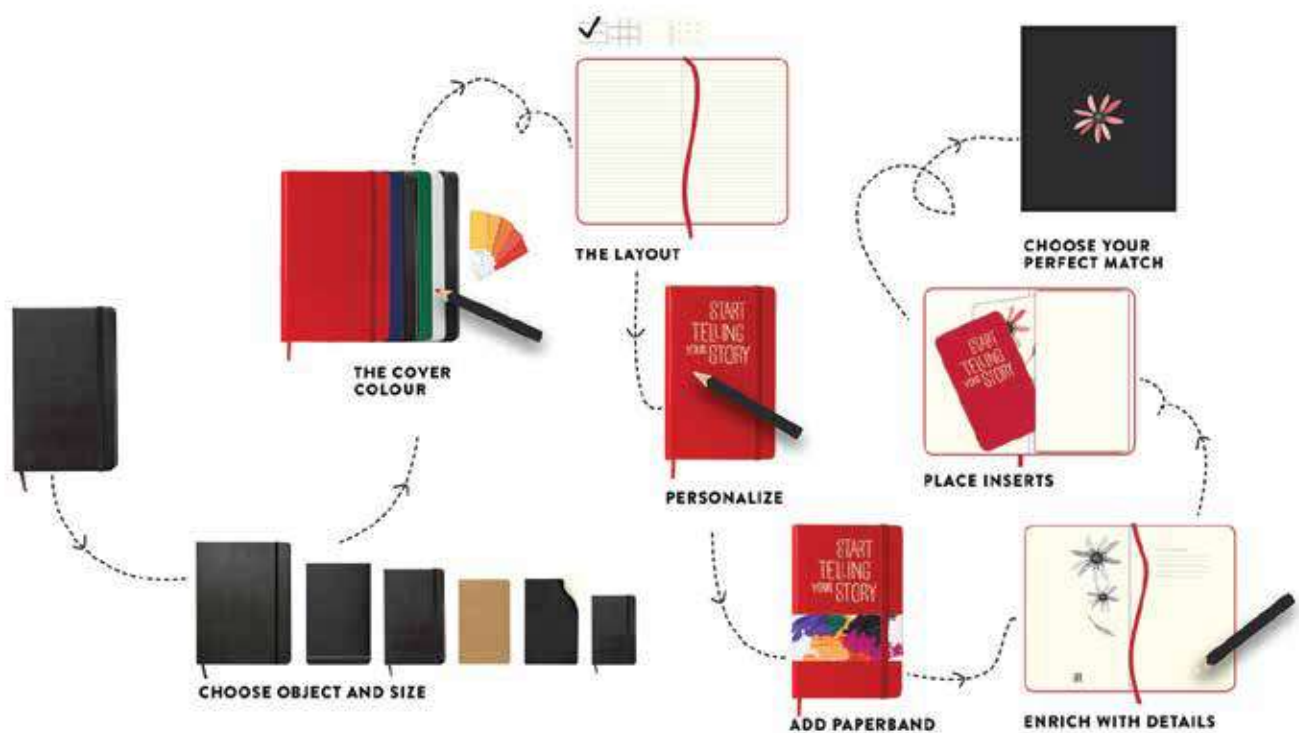 CHOOSE OBJECT AND SIZE
THE COVER
COLOUR
THE LAYOUT
START
TELLING
YOUR STORY
PERSONALIZE
START
TELLING
YOUR STORY
ADD PAPERBAND
ENRICH WITH DETAILS
START
TELLING
YOUR STORY
PLACE INSERTS
CHOOSE YOUR
PERFECT MATCH